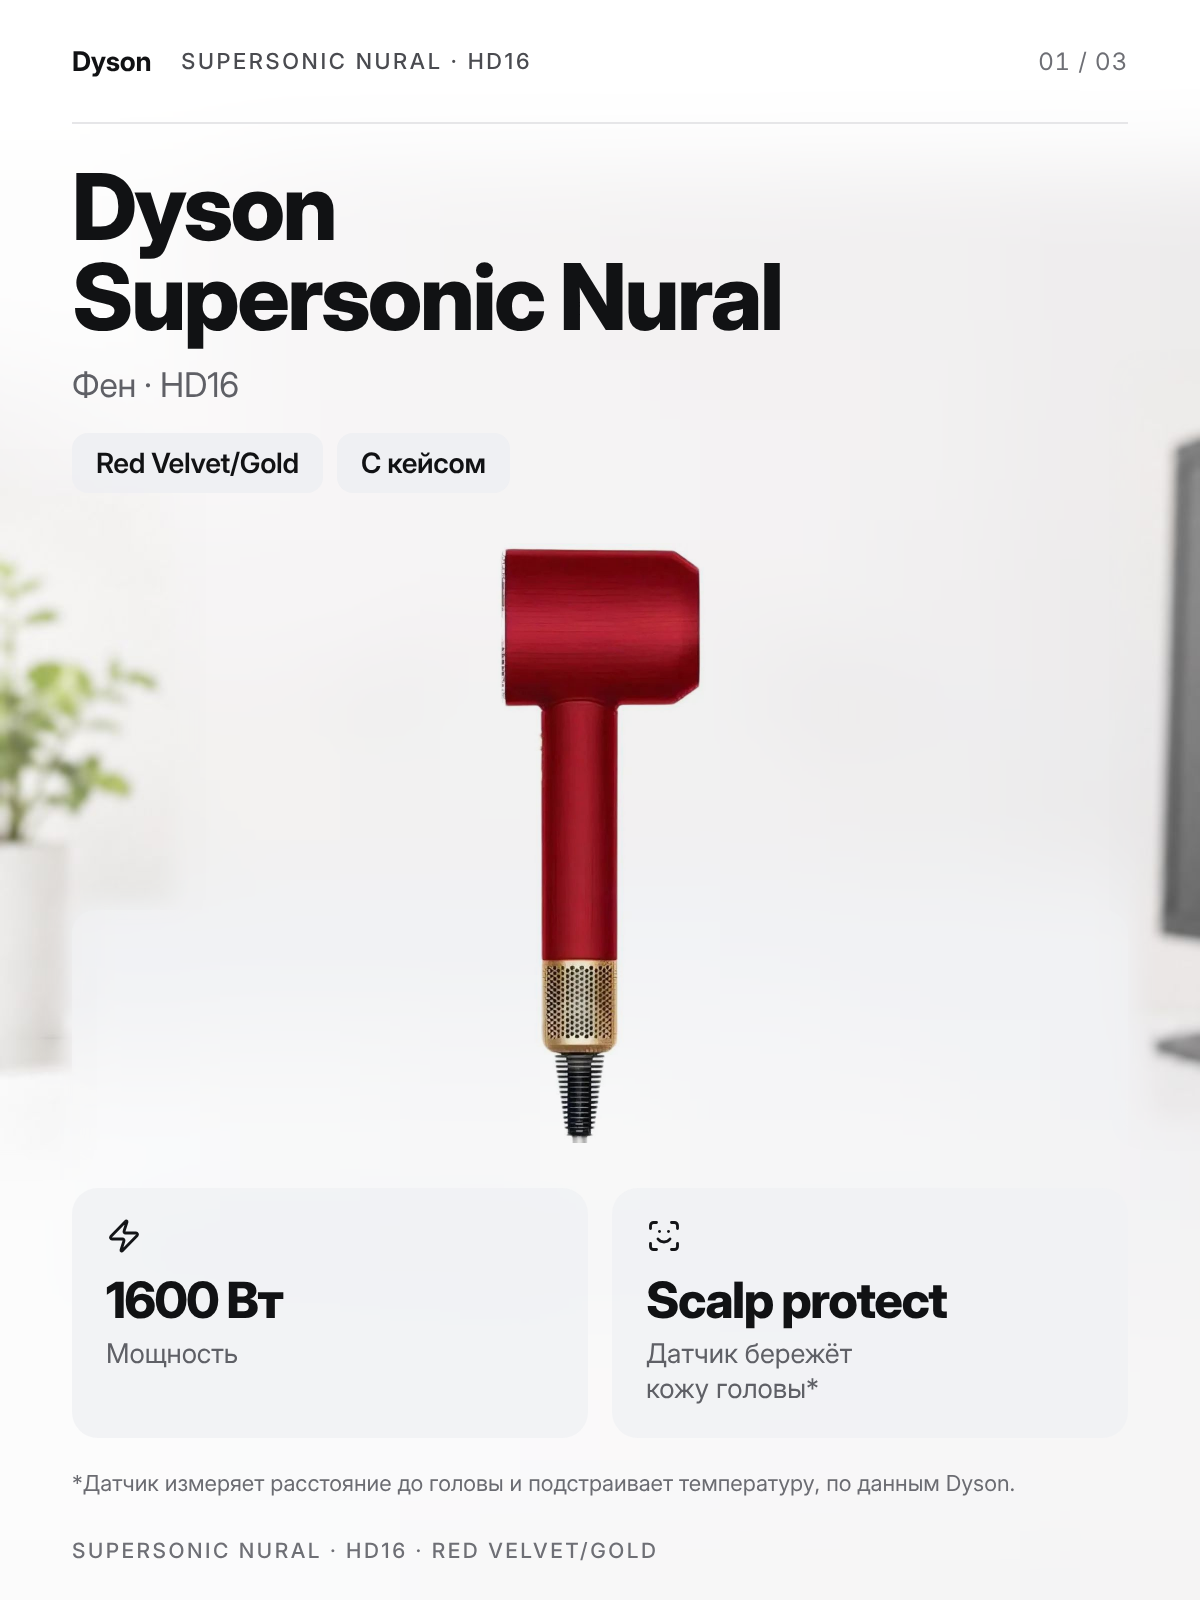 Dyson SUPERSONIC NURAL · HD16 01 / 03
Dyson
Supersonic Nural
Фен · HD16
Red Velvet/Gold С кейсом
1600 Вт
Мощность
Scalp protect
Датчик бережёт
кожу головы*
*Датчик измеряет расстояние до головы и подстраивает температуру, по данным Dyson.
SUPERSONIC NURAL · HD16 · RED VELVET/GOLD